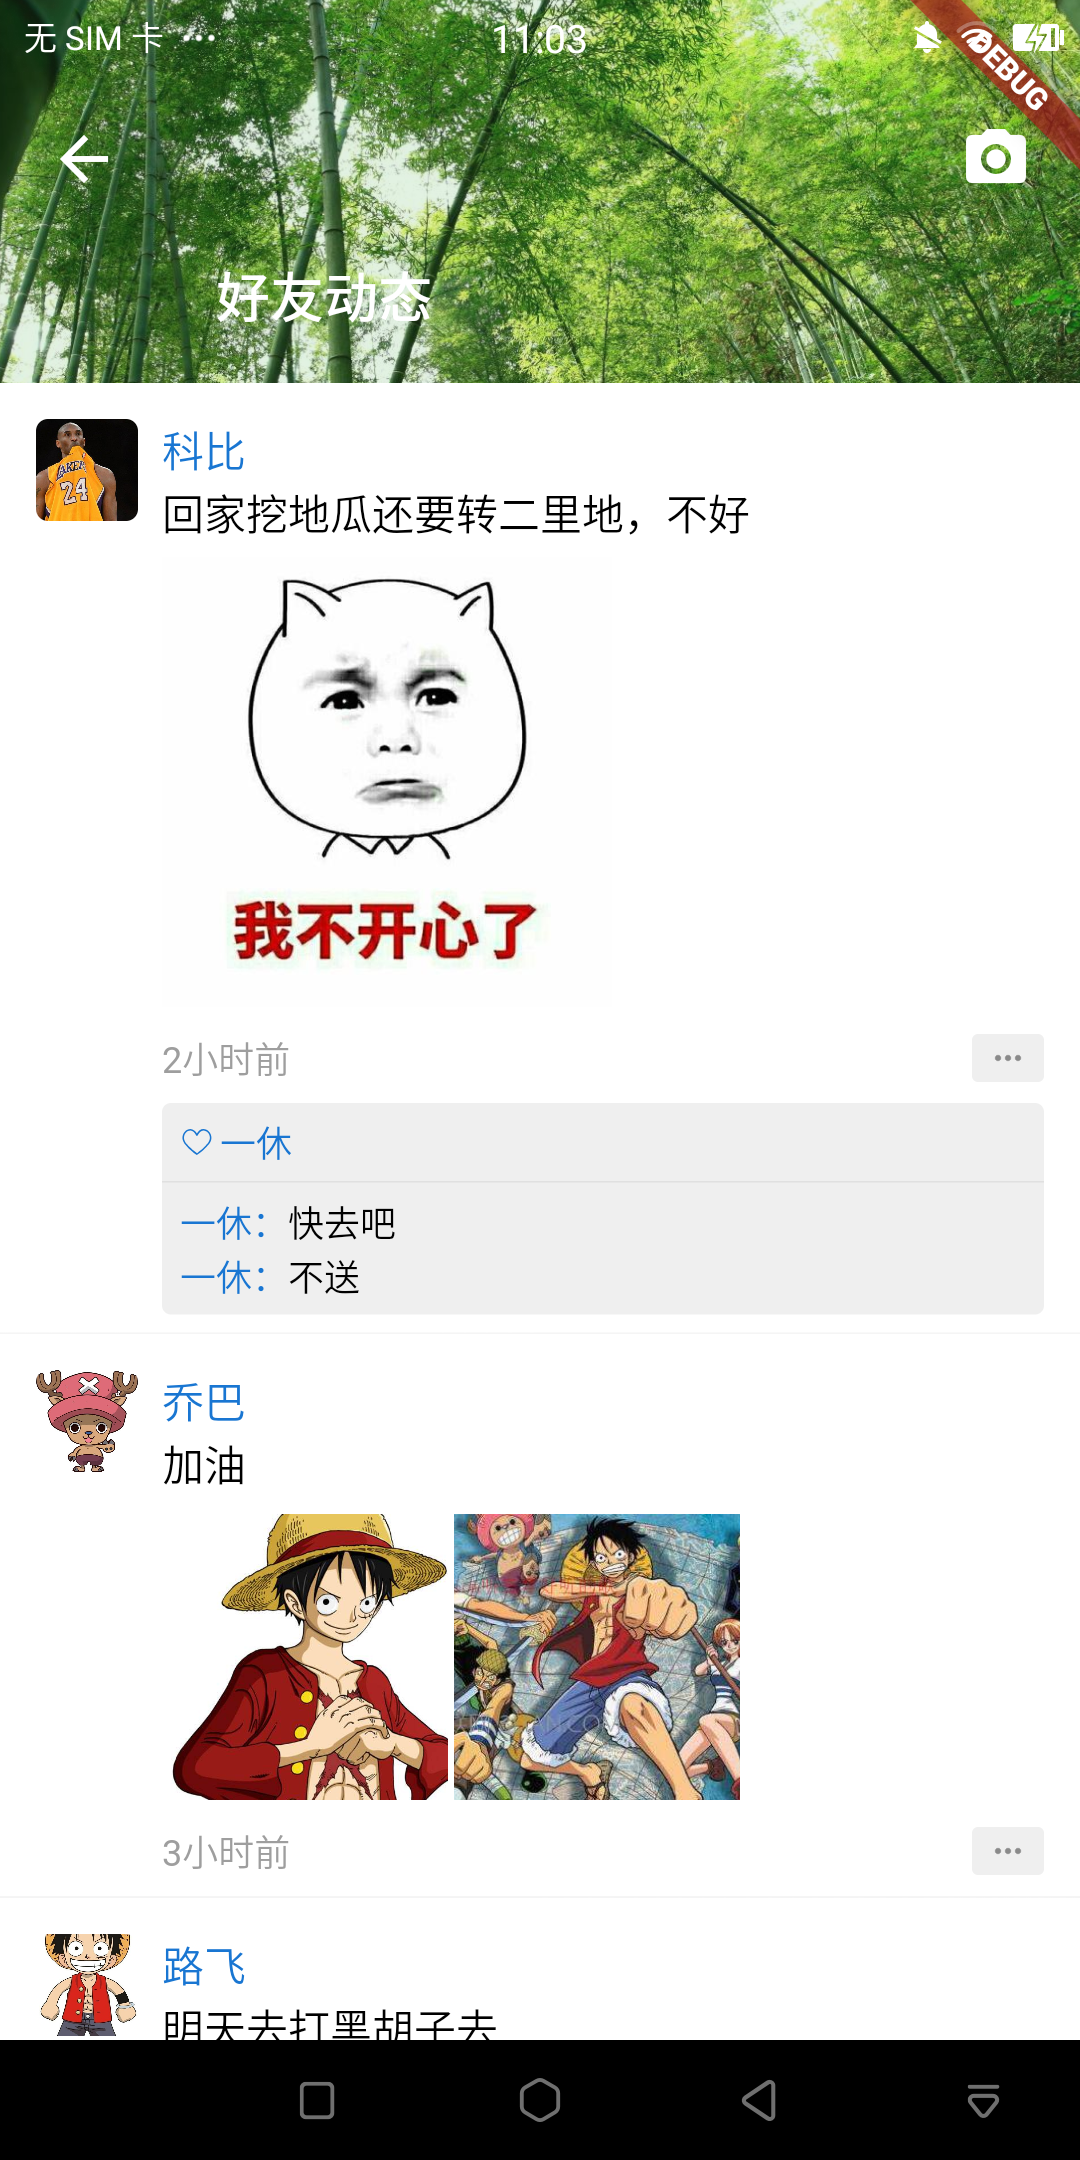 无 SIM 卡 ··· 11:03
DEBUG
好友动态
科比
LAKERS
24
回家挖地瓜还要转二里地，不好
我不开心了
2小时前
一休
一休：快去吧
一休：不送
乔巴
加油
3小时前
路飞
明天去打黑胡子去